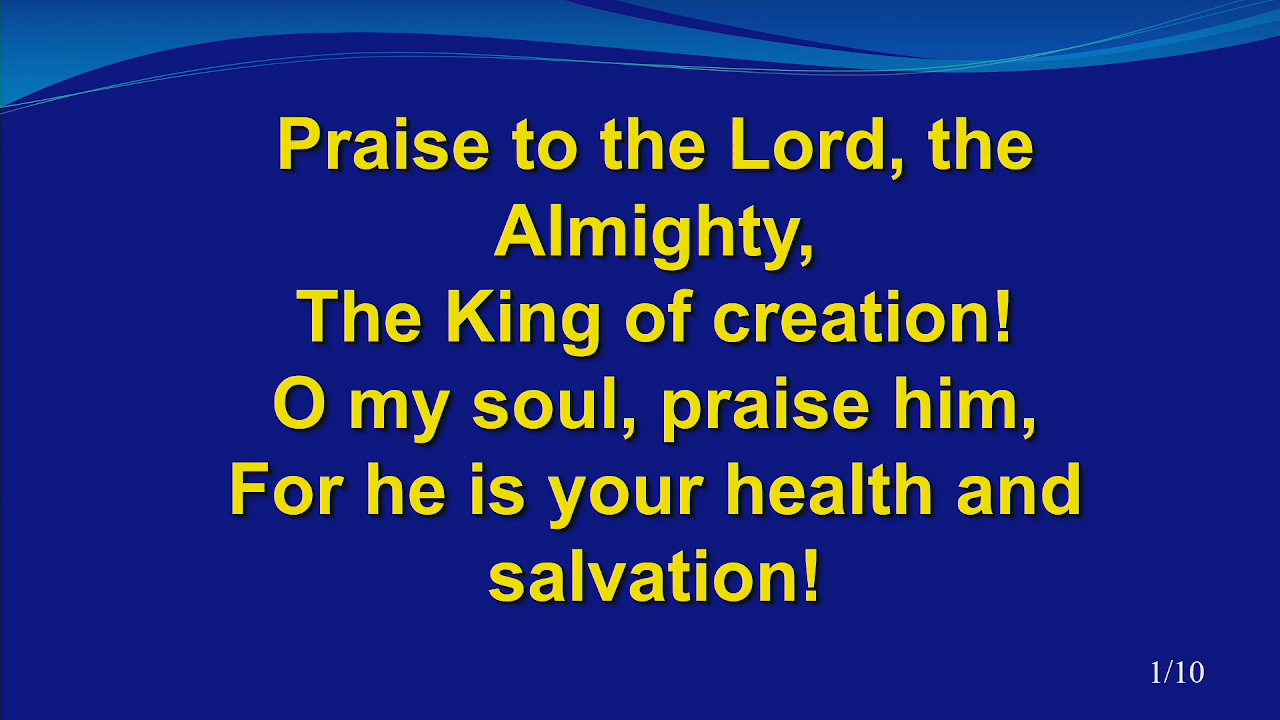 Praise to the Lord, the
Almighty,
The King of creation!
O my soul, praise him,
For he is your health and
salvation!
1/10